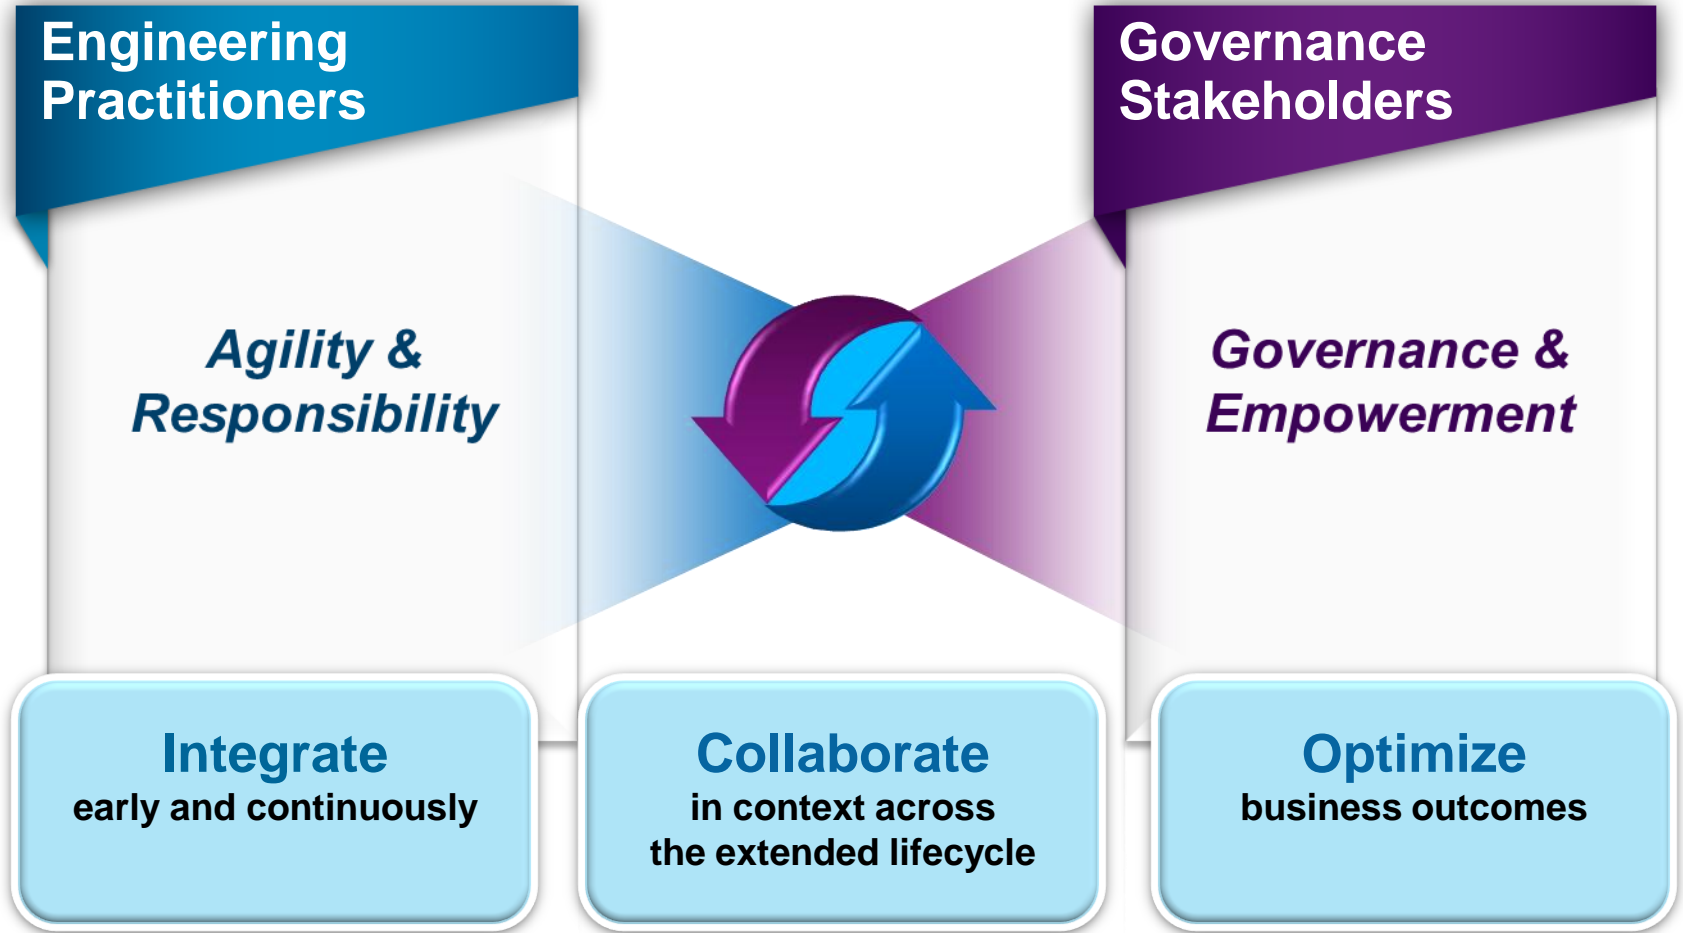 Engineering
Practitioners
Governance
Stakeholders
Agility &
Responsibility
Governance &
Empowerment
Integrate
early and continuously
Collaborate
in context across
the extended lifecycle
Optimize
business outcomes